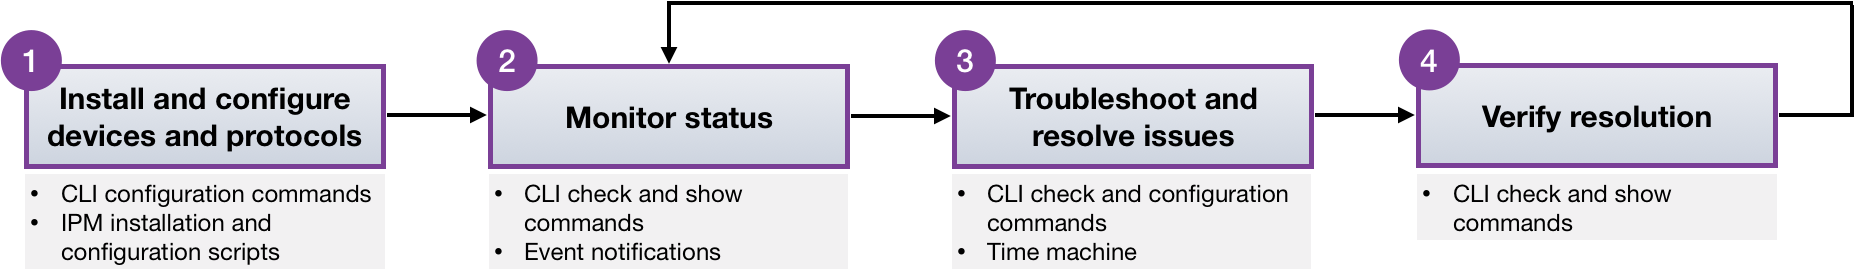 1
Install and configure
devices and protocols
• CLI configuration commands
• IPM installation and
configuration scripts
2
Monitor status
• CLI check and show
commands
• Event notifications
3
Troubleshoot and
resolve issues
• CLI check and configuration
commands
• Time machine
4
Verify resolution
• CLI check and show
commands